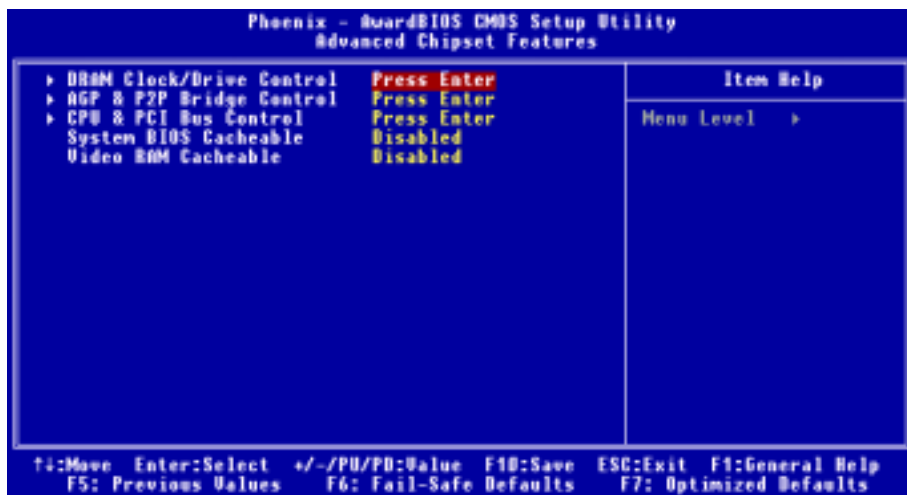 Phoenix - AwardBIOS CMOS Setup Utility
Advanced Chipset Features
▸ DRAM Clock/Drive Control Press Enter
▸ AGP & P2P Bridge Control Press Enter
▸ CPU & PCI Bus Control Press Enter
System BIOS Cacheable Disabled
Video RAM Cacheable Disabled
Item Help
Menu Level ▸
↑↓:Move Enter:Select +/-/PU/PD:Value F10:Save ESC:Exit F1:General Help
F5: Previous Values F6: Fail-Safe Defaults F7: Optimized Defaults